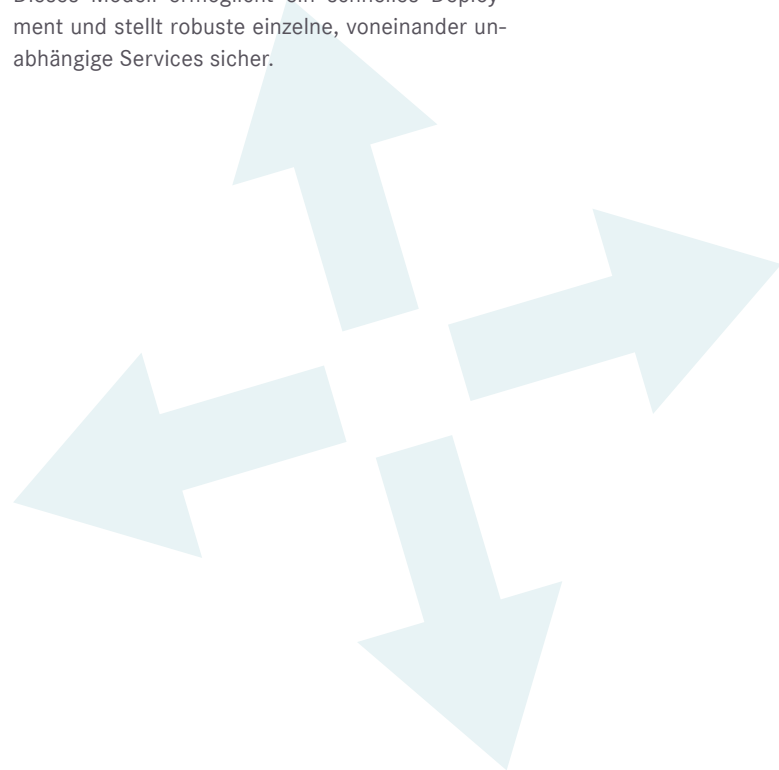 Dieses Modell ermöglicht ein schnelles Deploy-
ment und stellt robuste einzelne, voneinander un-
abhängige Services sicher.